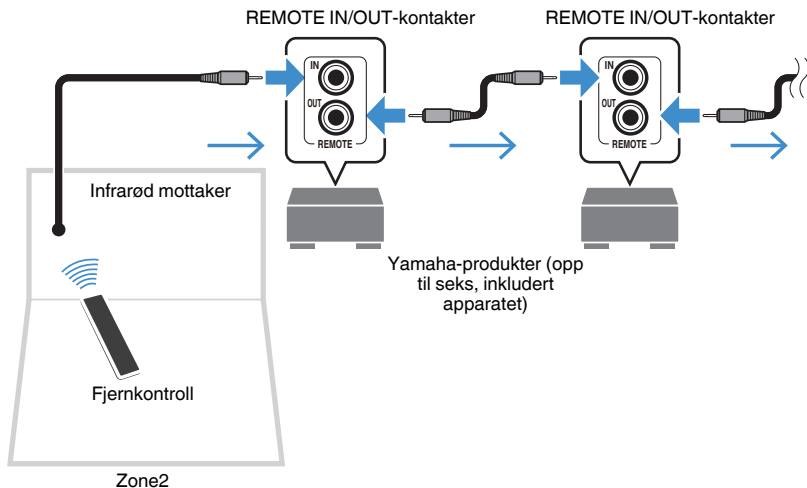 REMOTE IN/OUT-kontakter
REMOTE IN/OUT-kontakter
IN
OUT
REMOTE
IN
OUT
REMOTE
Infrarød mottaker
Yamaha-produkter (opp
til seks, inkludert
apparatet)
Fjernkontroll
Zone2